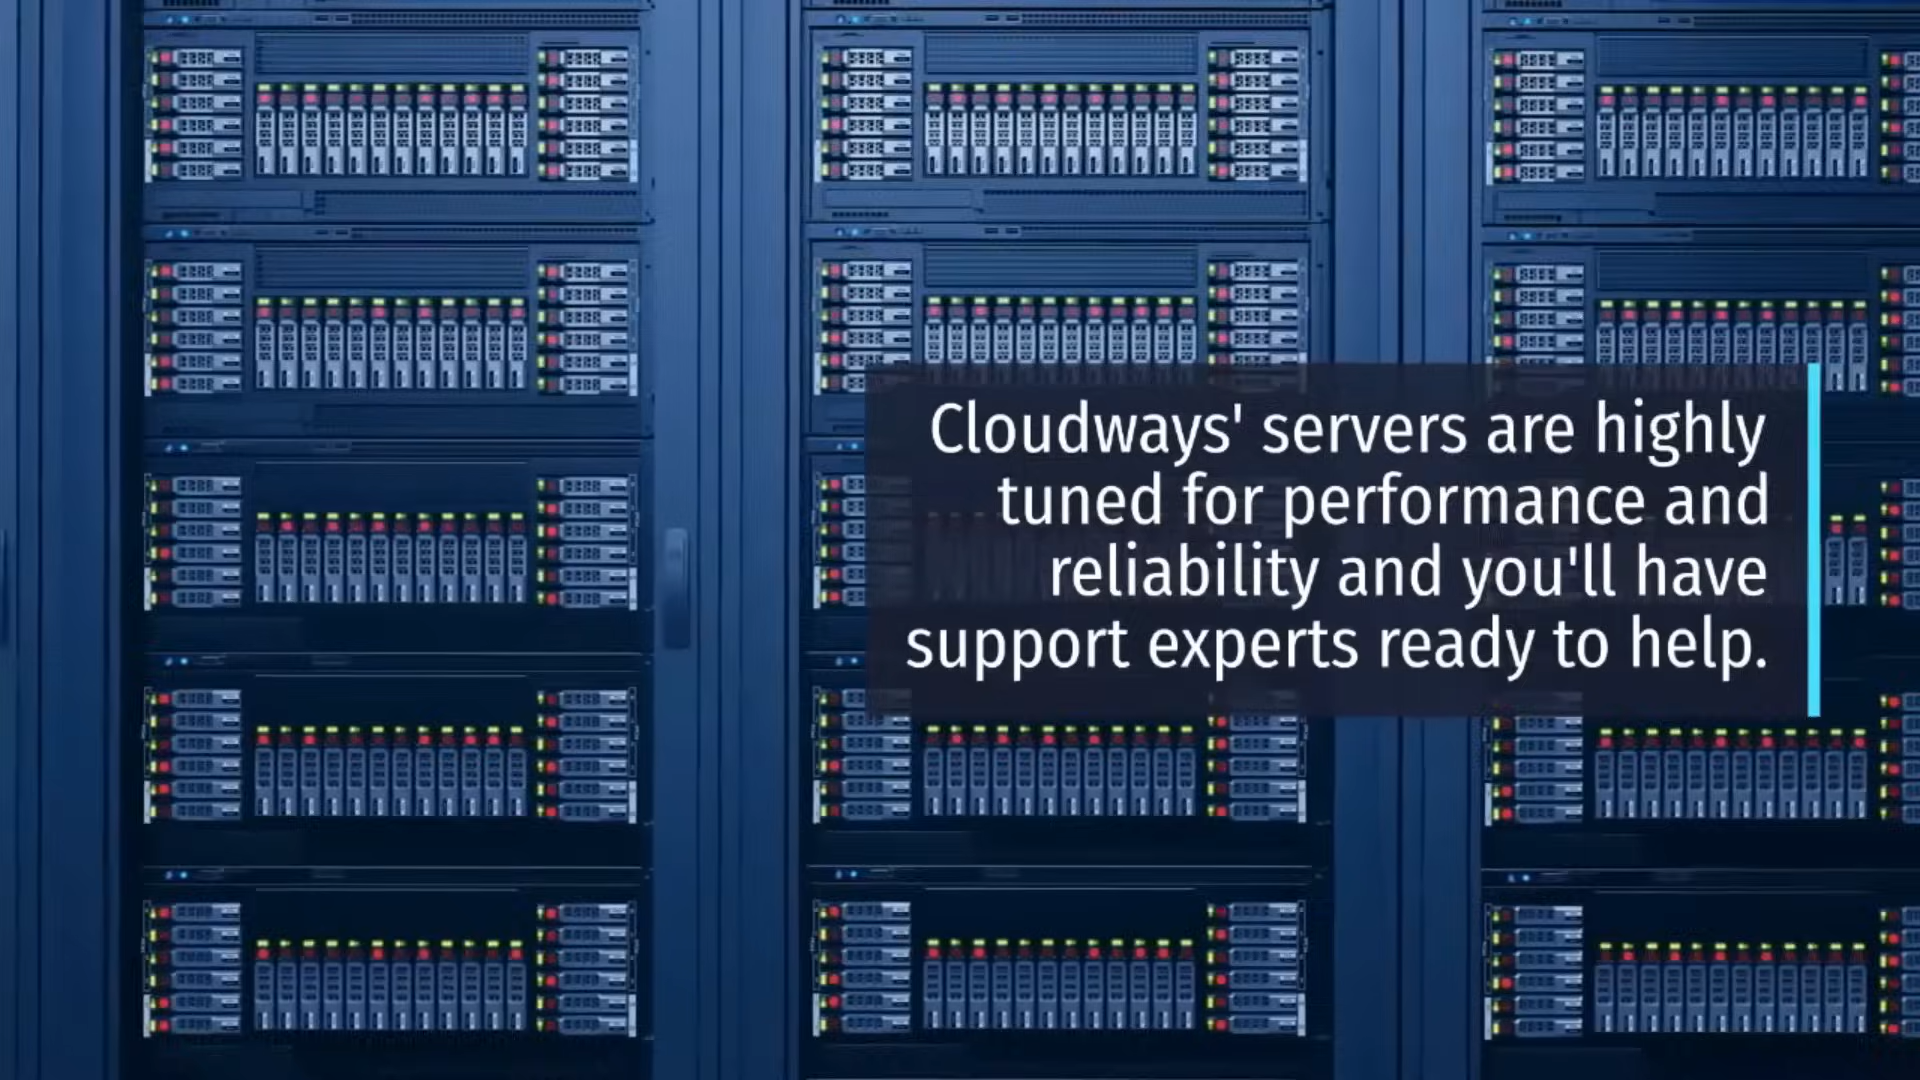 Cloudways' servers are highly
tuned for performance and
reliability and you'll have
support experts ready to help.